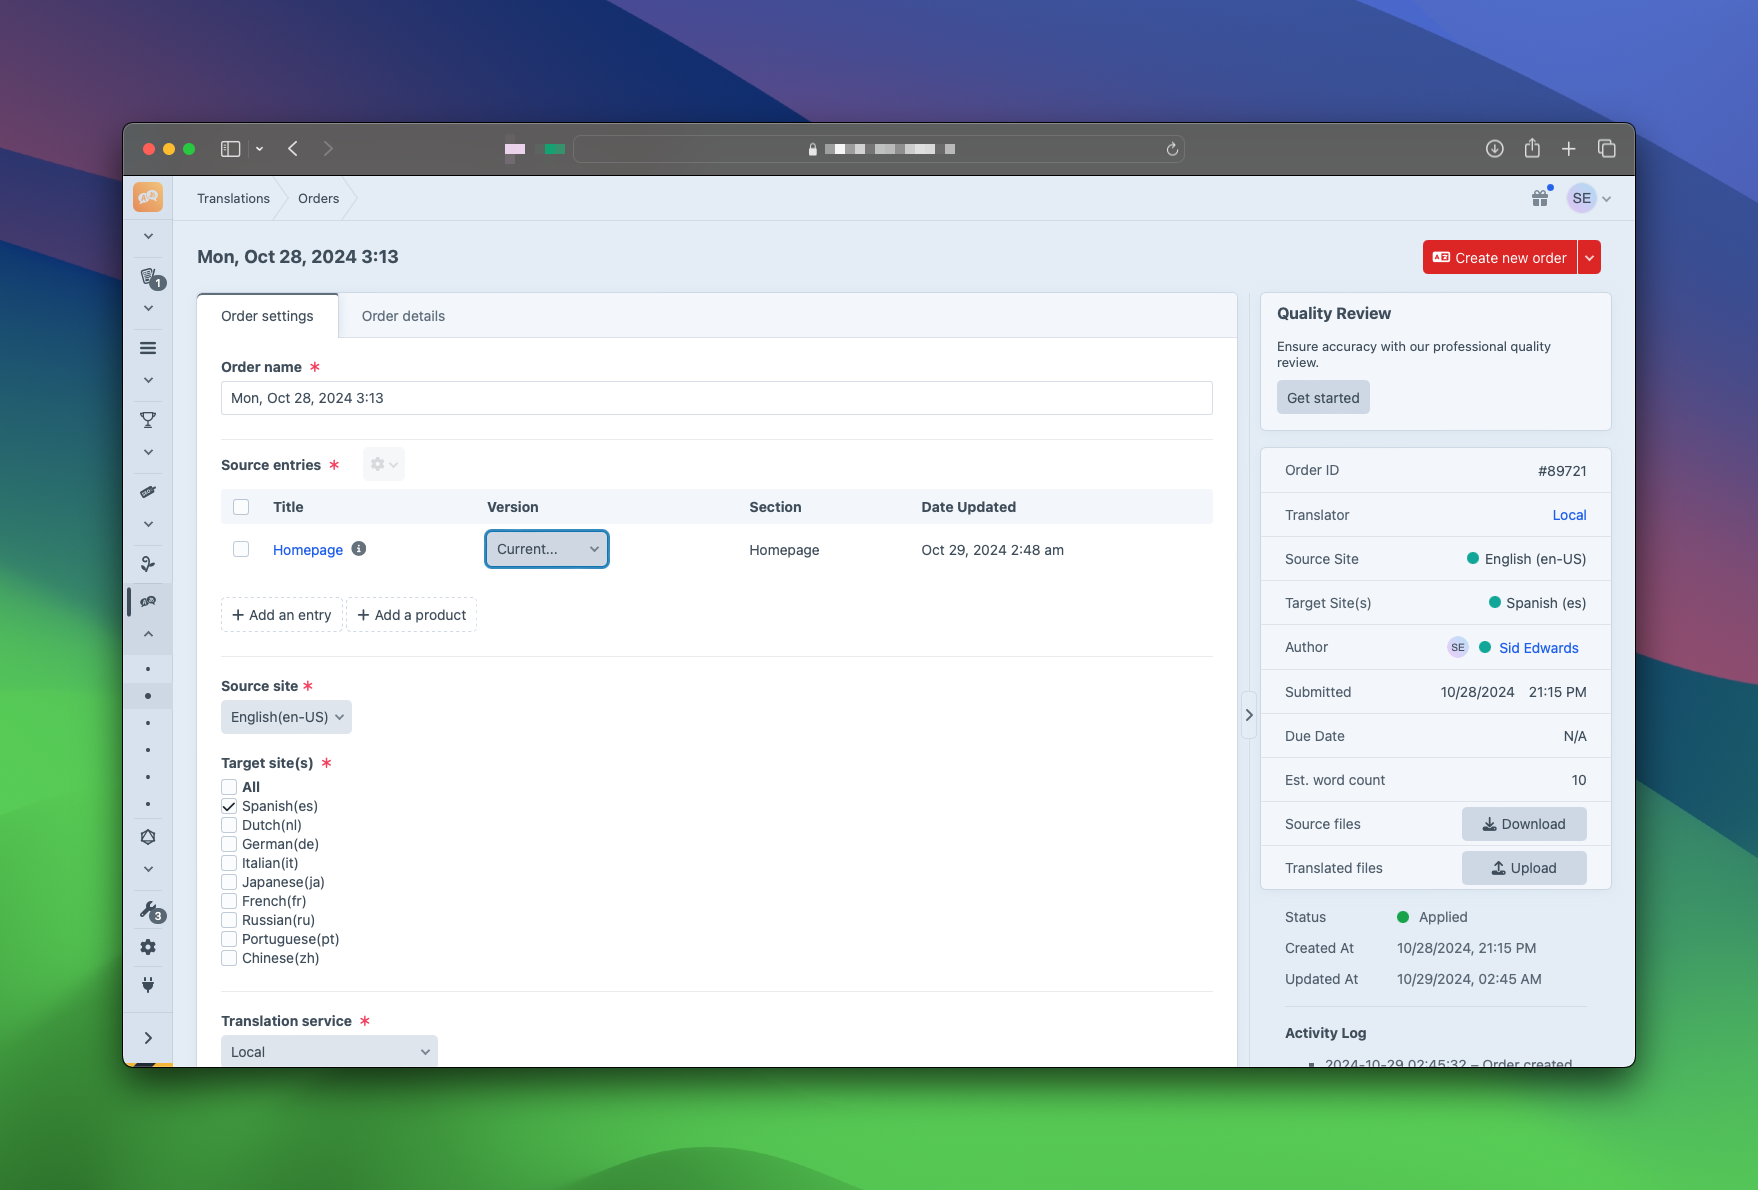 Translations
Orders
SE
Mon, Oct 28, 2024 3:13
Create new order
1
Order settings
Order details
Order name *
Mon, Oct 28, 2024 3:13
Source entries *
Title
Version
Section
Date Updated
Homepage
Current...
Homepage
Oct 29, 2024 2:48 am
+ Add an entry
+ Add a product
Source site *
English(en-US)
Target site(s) *
All
Spanish(es)
Dutch(nl)
German(de)
Italian(it)
Japanese(ja)
French(fr)
Russian(ru)
Portuguese(pt)
Chinese(zh)
3
Translation service *
Local
Quality Review
Ensure accuracy with our professional quality
review.
Get started
Order ID
#89721
Translator
Local
Source Site
English (en-US)
Target Site(s)
Spanish (es)
Author
SE
Sid Edwards
Submitted
10/28/2024 21:15 PM
Due Date
N/A
Est. word count
10
Source files
Download
Translated files
Upload
Status
Applied
Created At
10/28/2024, 21:15 PM
Updated At
10/29/2024, 02:45 AM
Activity Log
2024-10-29 02:45:32 – Order created